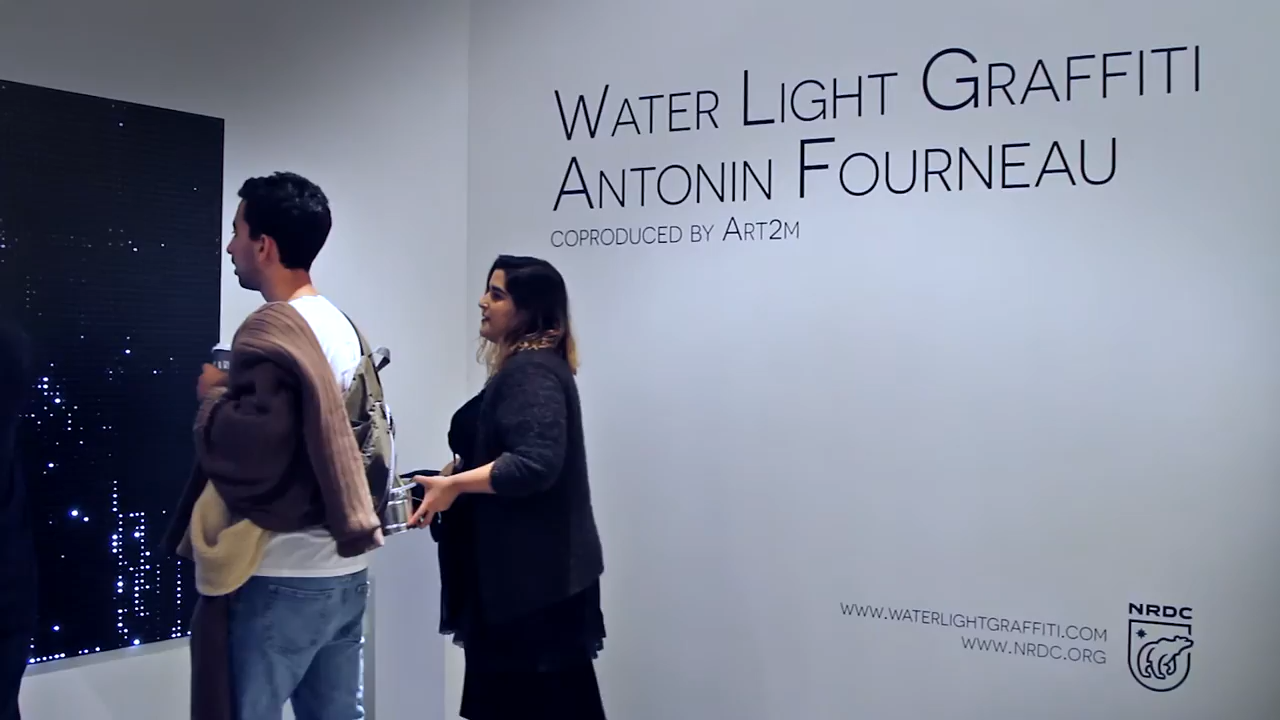 WATER LIGHT GRAFFITI
ANTONIN FOURNEAU
COPRODUCED BY ART2M
WWW.WATERLIGHTGRAFFITI.COM
WWW.NRDC.ORG
NRDC